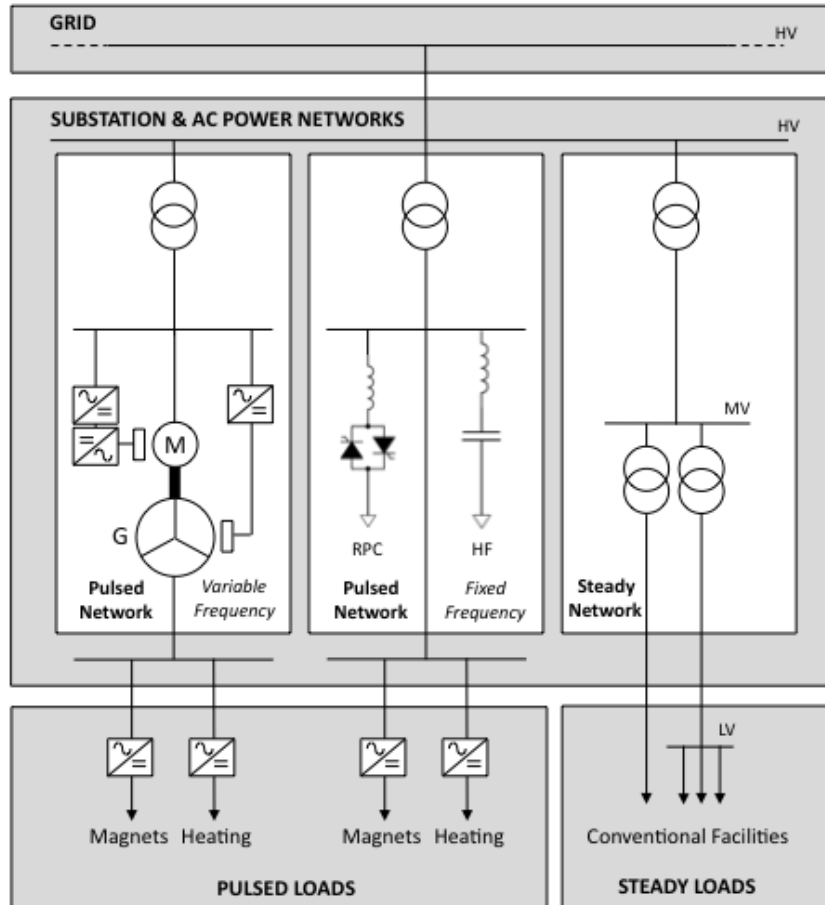 GRID
HV
SUBSTATION & AC POWER NETWORKS
HV
M
G
RPC
HF
MV
Pulsed
Network
Variable
Frequency
Pulsed
Network
Fixed
Frequency
Steady
Network
LV
Magnets
Heating
Magnets
Heating
Conventional Facilities
PULSED LOADS
STEADY LOADS